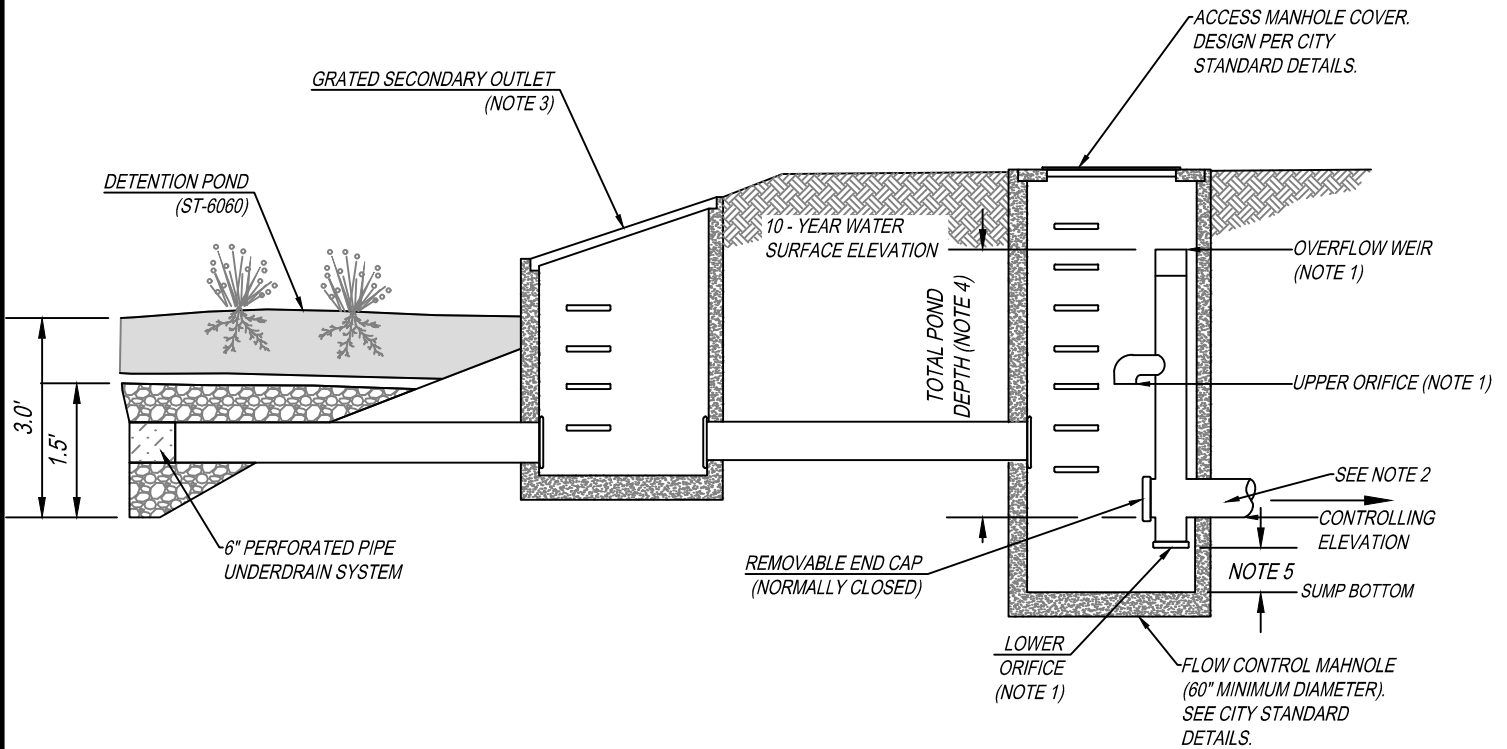 ACCESS MANHOLE COVER.
DESIGN PER CITY
STANDARD DETAILS.
GRATED SECONDARY OUTLET
(NOTE 3)
DETENTION POND
(ST-6060)
10 - YEAR WATER
SURFACE ELEVATION
OVERFLOW WEIR
(NOTE 1)
TOTAL POND
DEPTH (NOTE 4)
UPPER ORIFICE (NOTE 1)
3.0'
1.5'
SEE NOTE 2
CONTROLLING
ELEVATION
6" PERFORATED PIPE
UNDERDRAIN SYSTEM
REMOVABLE END CAP
(NORMALLY CLOSED)
NOTE 5
SUMP BOTTOM
LOWER
ORIFICE
(NOTE 1)
FLOW CONTROL MAHNOLE
(60" MINIMUM DIAMETER).
SEE CITY STANDARD
DETAILS.